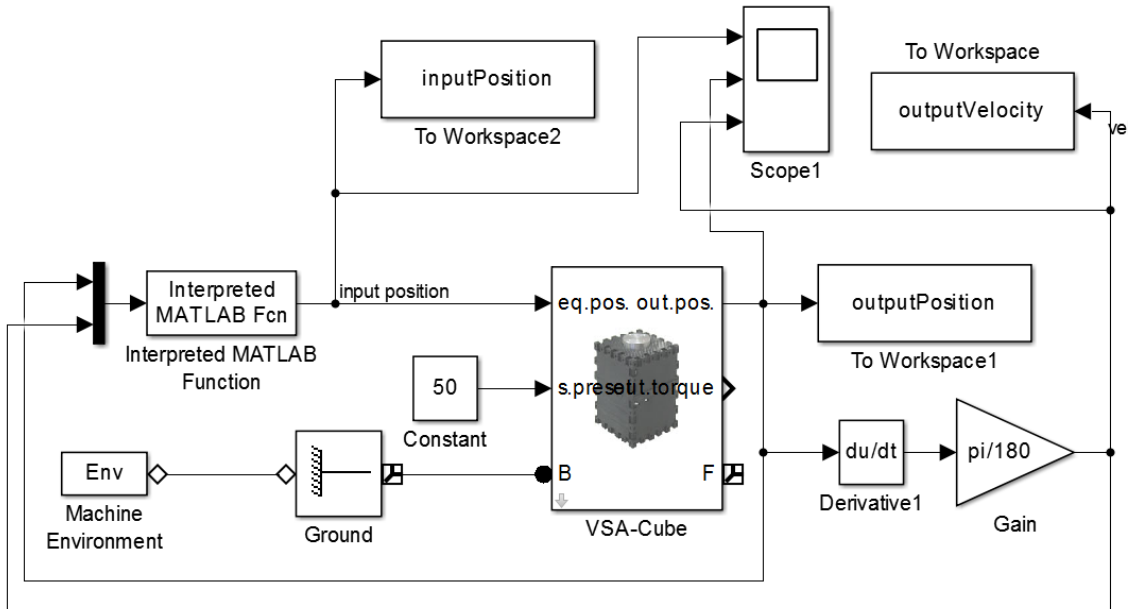 To Workspace
inputPosition
outputVelocity
ve
To Workspace2
Scope1
Interpreted
MATLAB Fcn
input position
eq.pos. out.pos.
outputPosition
Interpreted MATLAB
Function
To Workspace1
50
s.preset
ut.torque
Constant
du/dt
pi/180
Env
B
F
Derivative1
Machine
Environment
Ground
VSA-Cube
Gain